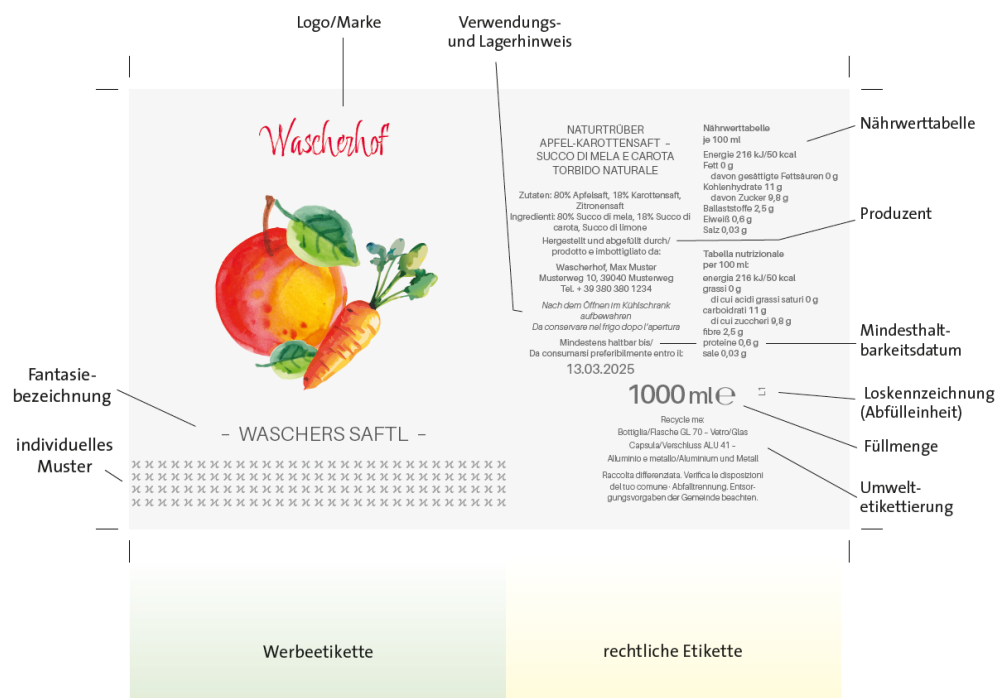 Logo/Marke
Verwendungs-
und Lagerhinweis
Wascherhof
NATURTRÜBER
APFEL-KAROTTENSAFT –
SUCCO DI MELA E CAROTA
TORBIDO NATURALE
Zutaten: 80% Apfelsaft, 18% Karottensaft,
Zitronensaft
Ingredienti: 80% Succo di mela, 18% Succo di
carota, Succo di limone
Hergestellt und abgefüllt durch/
prodotto e imbottigliato da:
Wascherhof, Max Muster
Musterweg 10, 39040 Musterweg
Tel. + 39 380 380 1234
Nach dem Öffnen im Kühlschrank
aufbewahren
Da conservare nel frigo dopo l'apertura
Mindestens haltbar bis/
Da consumarsi preferibilmente entro il:
13.03.2025
Nährwerttabelle
je 100 ml
Energie 216 kJ/50 kcal
Fett 0 g
davon gesättigte Fettsäuren 0 g
Kohlenhydrate 11 g
davon Zucker 9,8 g
Ballaststoffe 2,5 g
Eiweiß 0,6 g
Salz 0,03 g
Tabella nutrizionale
per 100 ml:
energia 216 kJ/50 kcal
grassi 0 g
di cui acidi grassi saturi 0 g
carboidrati 11 g
di cui zuccheri 9,8 g
fibre 2,5 g
proteine 0,6 g
sale 0,03 g
1000 ml ℮
Recycle me:
Bottiglia/Flasche GL 70 – Vetro/Glas
Capsula/Verschluss ALU 41 –
Alluminio e metallo/Aluminium und Metall
Raccolta differenziata. Verifica le disposizioni
del tuo comune · Abfalltrennung. Entsor-
gungsvorgaben der Gemeinde beachten.
Nährwerttabelle
Produzent
Mindesthalt-
barkeitsdatum
Loskennzeichnung
(Abfülleinheit)
Füllmenge
Umwelt-
etikettierung
Fantasie-
bezeichnung
– WASCHERS SAFTL –
individuelles
Muster
Werbeetikette
rechtliche Etikette